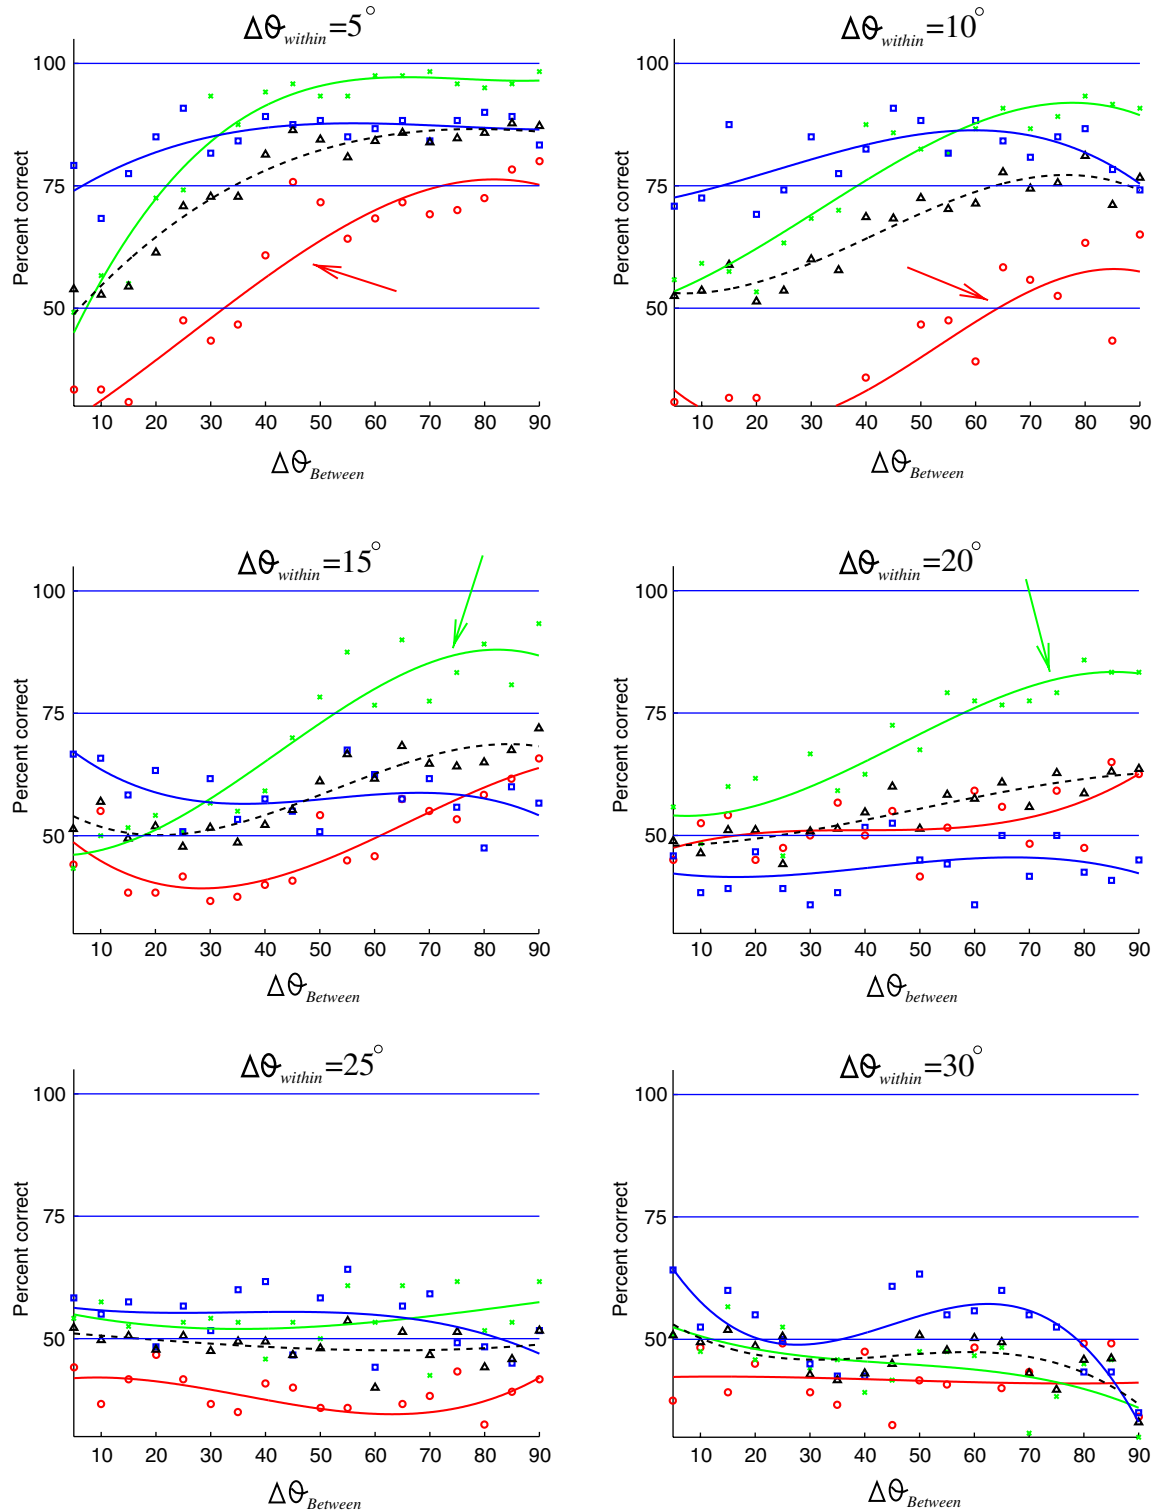 Δθwithin=5°
100
75
50
Percent correct
10 20 30 40 50 60 70 80 90
ΔθBetween
Δθwithin=10°
100
75
50
Percent correct
10 20 30 40 50 60 70 80 90
ΔθBetween
Δθwithin=15°
100
75
50
Percent correct
10 20 30 40 50 60 70 80 90
ΔθBetween
Δθwithin=20°
100
75
50
Percent correct
10 20 30 40 50 60 70 80 90
Δθbetween
Δθwithin=25°
100
75
50
Percent correct
10 20 30 40 50 60 70 80 90
ΔθBetween
Δθwithin=30°
100
75
50
Percent correct
10 20 30 40 50 60 70 80 90
ΔθBetween